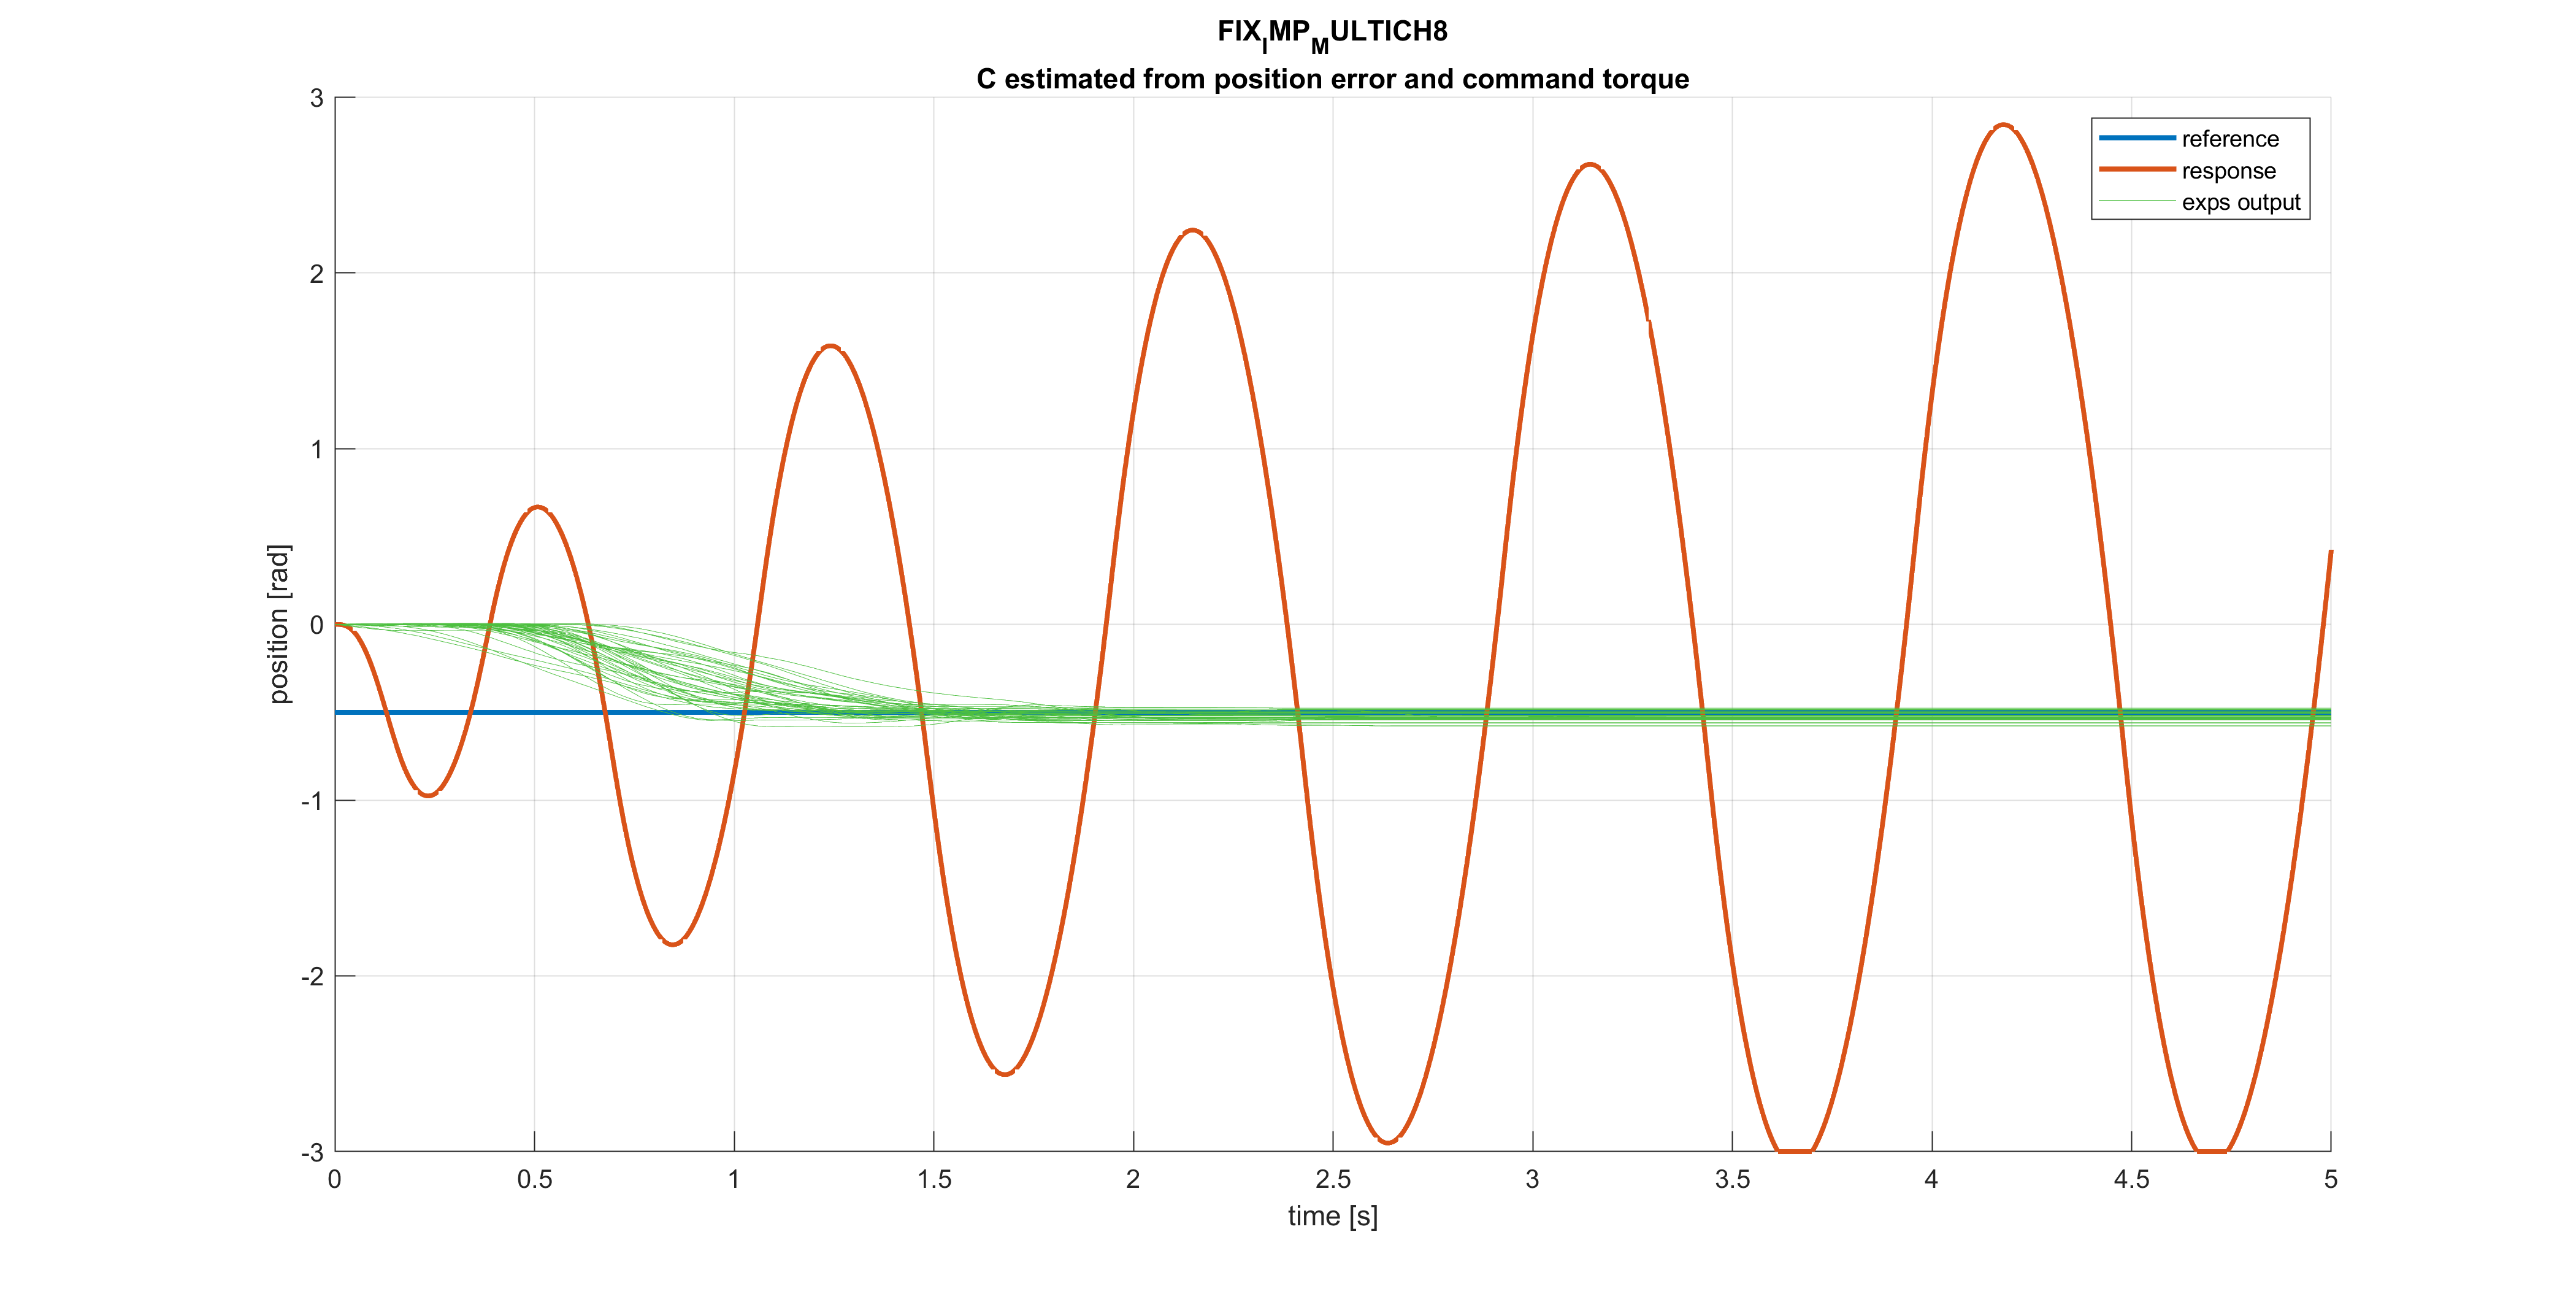 FIX_IMP_MULTICH8
C estimated from position error and command torque
3
2
1
0
-1
-2
-3
position [rad]
reference
response
exps output
0 0.5 1 1.5 2 2.5 3 3.5 4 4.5 5
time [s]